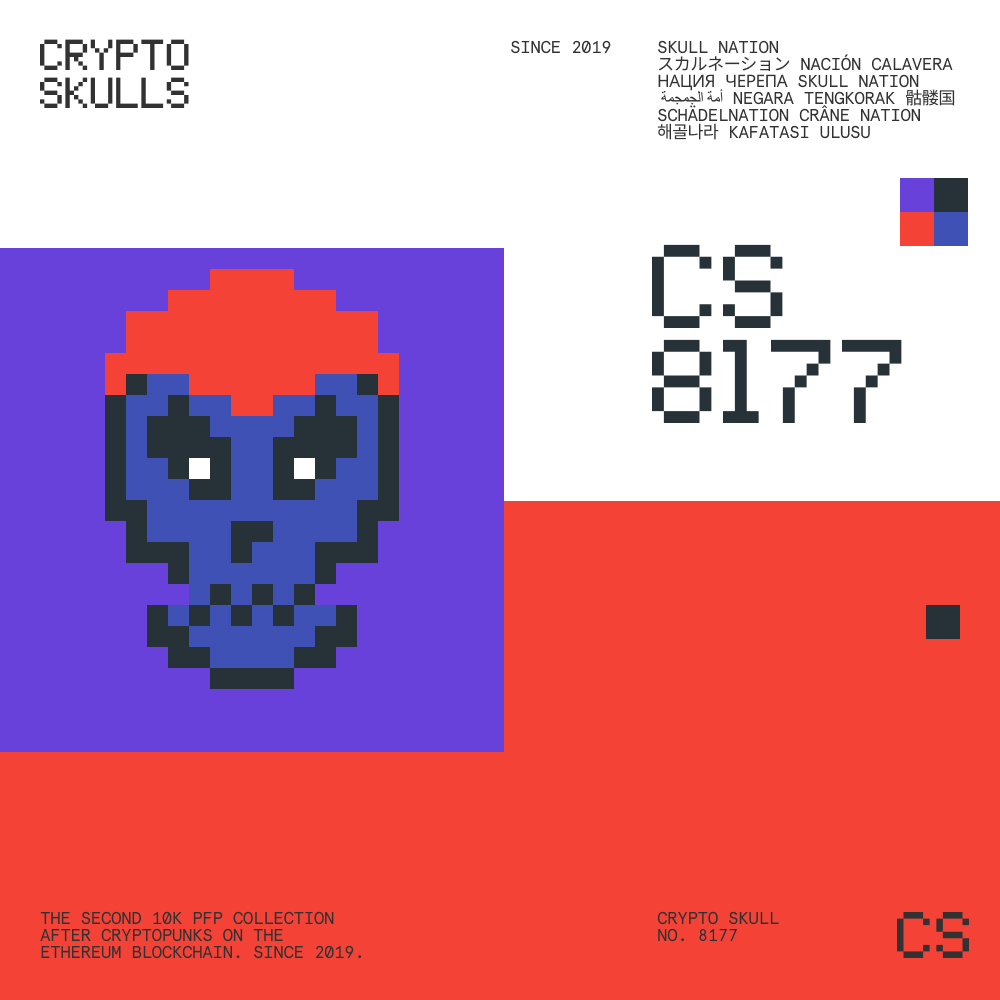 CRYPTO
SKULLS
SINCE 2019
SKULL NATION
スカルネーション NACIÓN CALAVERA
НАЦИЯ ЧЕРЕПА SKULL NATION
أمة الجمجمة NEGARA TENGKORAK 骷髅国
SCHÄDELNATION CRÂNE NATION
해골나라 KAFATASI ULUSU
CS
8177
THE SECOND 10K PFP COLLECTION
AFTER CRYPTOPUNKS ON THE
ETHEREUM BLOCKCHAIN. SINCE 2019.
CRYPTO SKULL
NO. 8177
CS